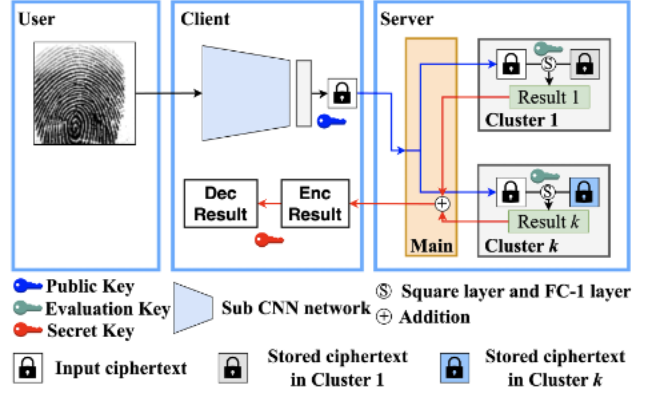 User
Client
Server
Dec
Result
Enc
Result
Main
S
Result 1
Cluster 1
S
Result k
Cluster k
+
Public Key
Evaluation Key
Secret Key
Sub CNN network
S Square layer and FC-1 layer
+ Addition
Input ciphertext
Stored ciphertext
in Cluster 1
Stored ciphertext
in Cluster k